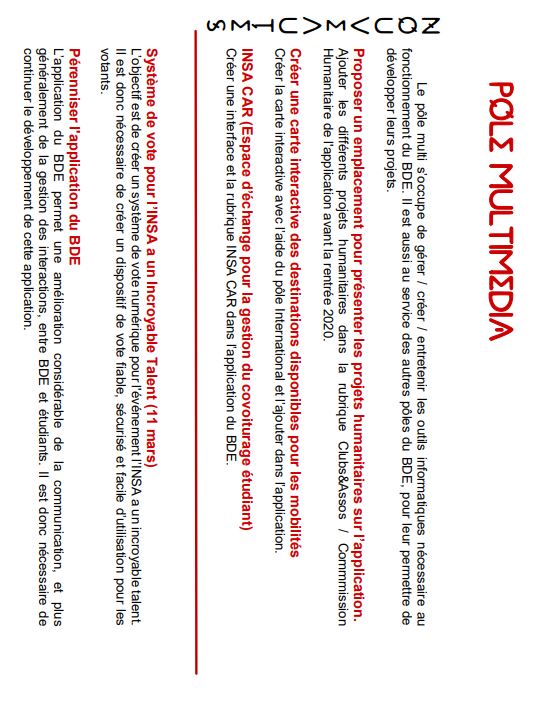 PÔLE MULTIMEDIA
NOUVEAUTÉS
Le pôle multi s’occupe de gérer / créer / entretenir les outils informatiques nécessaire au
fonctionnement du BDE. Il est aussi au service des autres pôles du BDE, pour leur permettre de
développer leurs projets.
Proposer un emplacement pour présenter les projets humanitaires sur l’application.
Ajouter les différents projets humanitaires dans la rubrique Clubs&Assos / Commmission
Humanitaire de l'application avant la rentrée 2020.
Créer une carte interactive des destinations disponibles pour les mobilités
Créer la carte interactive avec l’aide du pôle International et l’ajouter dans l’application.
INSA CAR (Espace d’échange pour la gestion du covoiturage étudiant)
Créer une interface et la rubrique INSA CAR dans l’application du BDE.
Système de vote pour l’INSA a un Incroyable Talent (11 mars)
L’objectif est de créer un système de vote numérique pour l'événement l’INSA a un incroyable talent.
Il est donc nécessaire de créer un dispositif de vote fiable, sécurisé et facile d’utilisation pour les
votants.
Pérenniser l'application du BDE
L’application du BDE permet une amélioration considérable de la communication, et plus
généralement de la gestion des interactions, entre BDE et étudiants. Il est donc nécessaire de
continuer le développement de cette application.